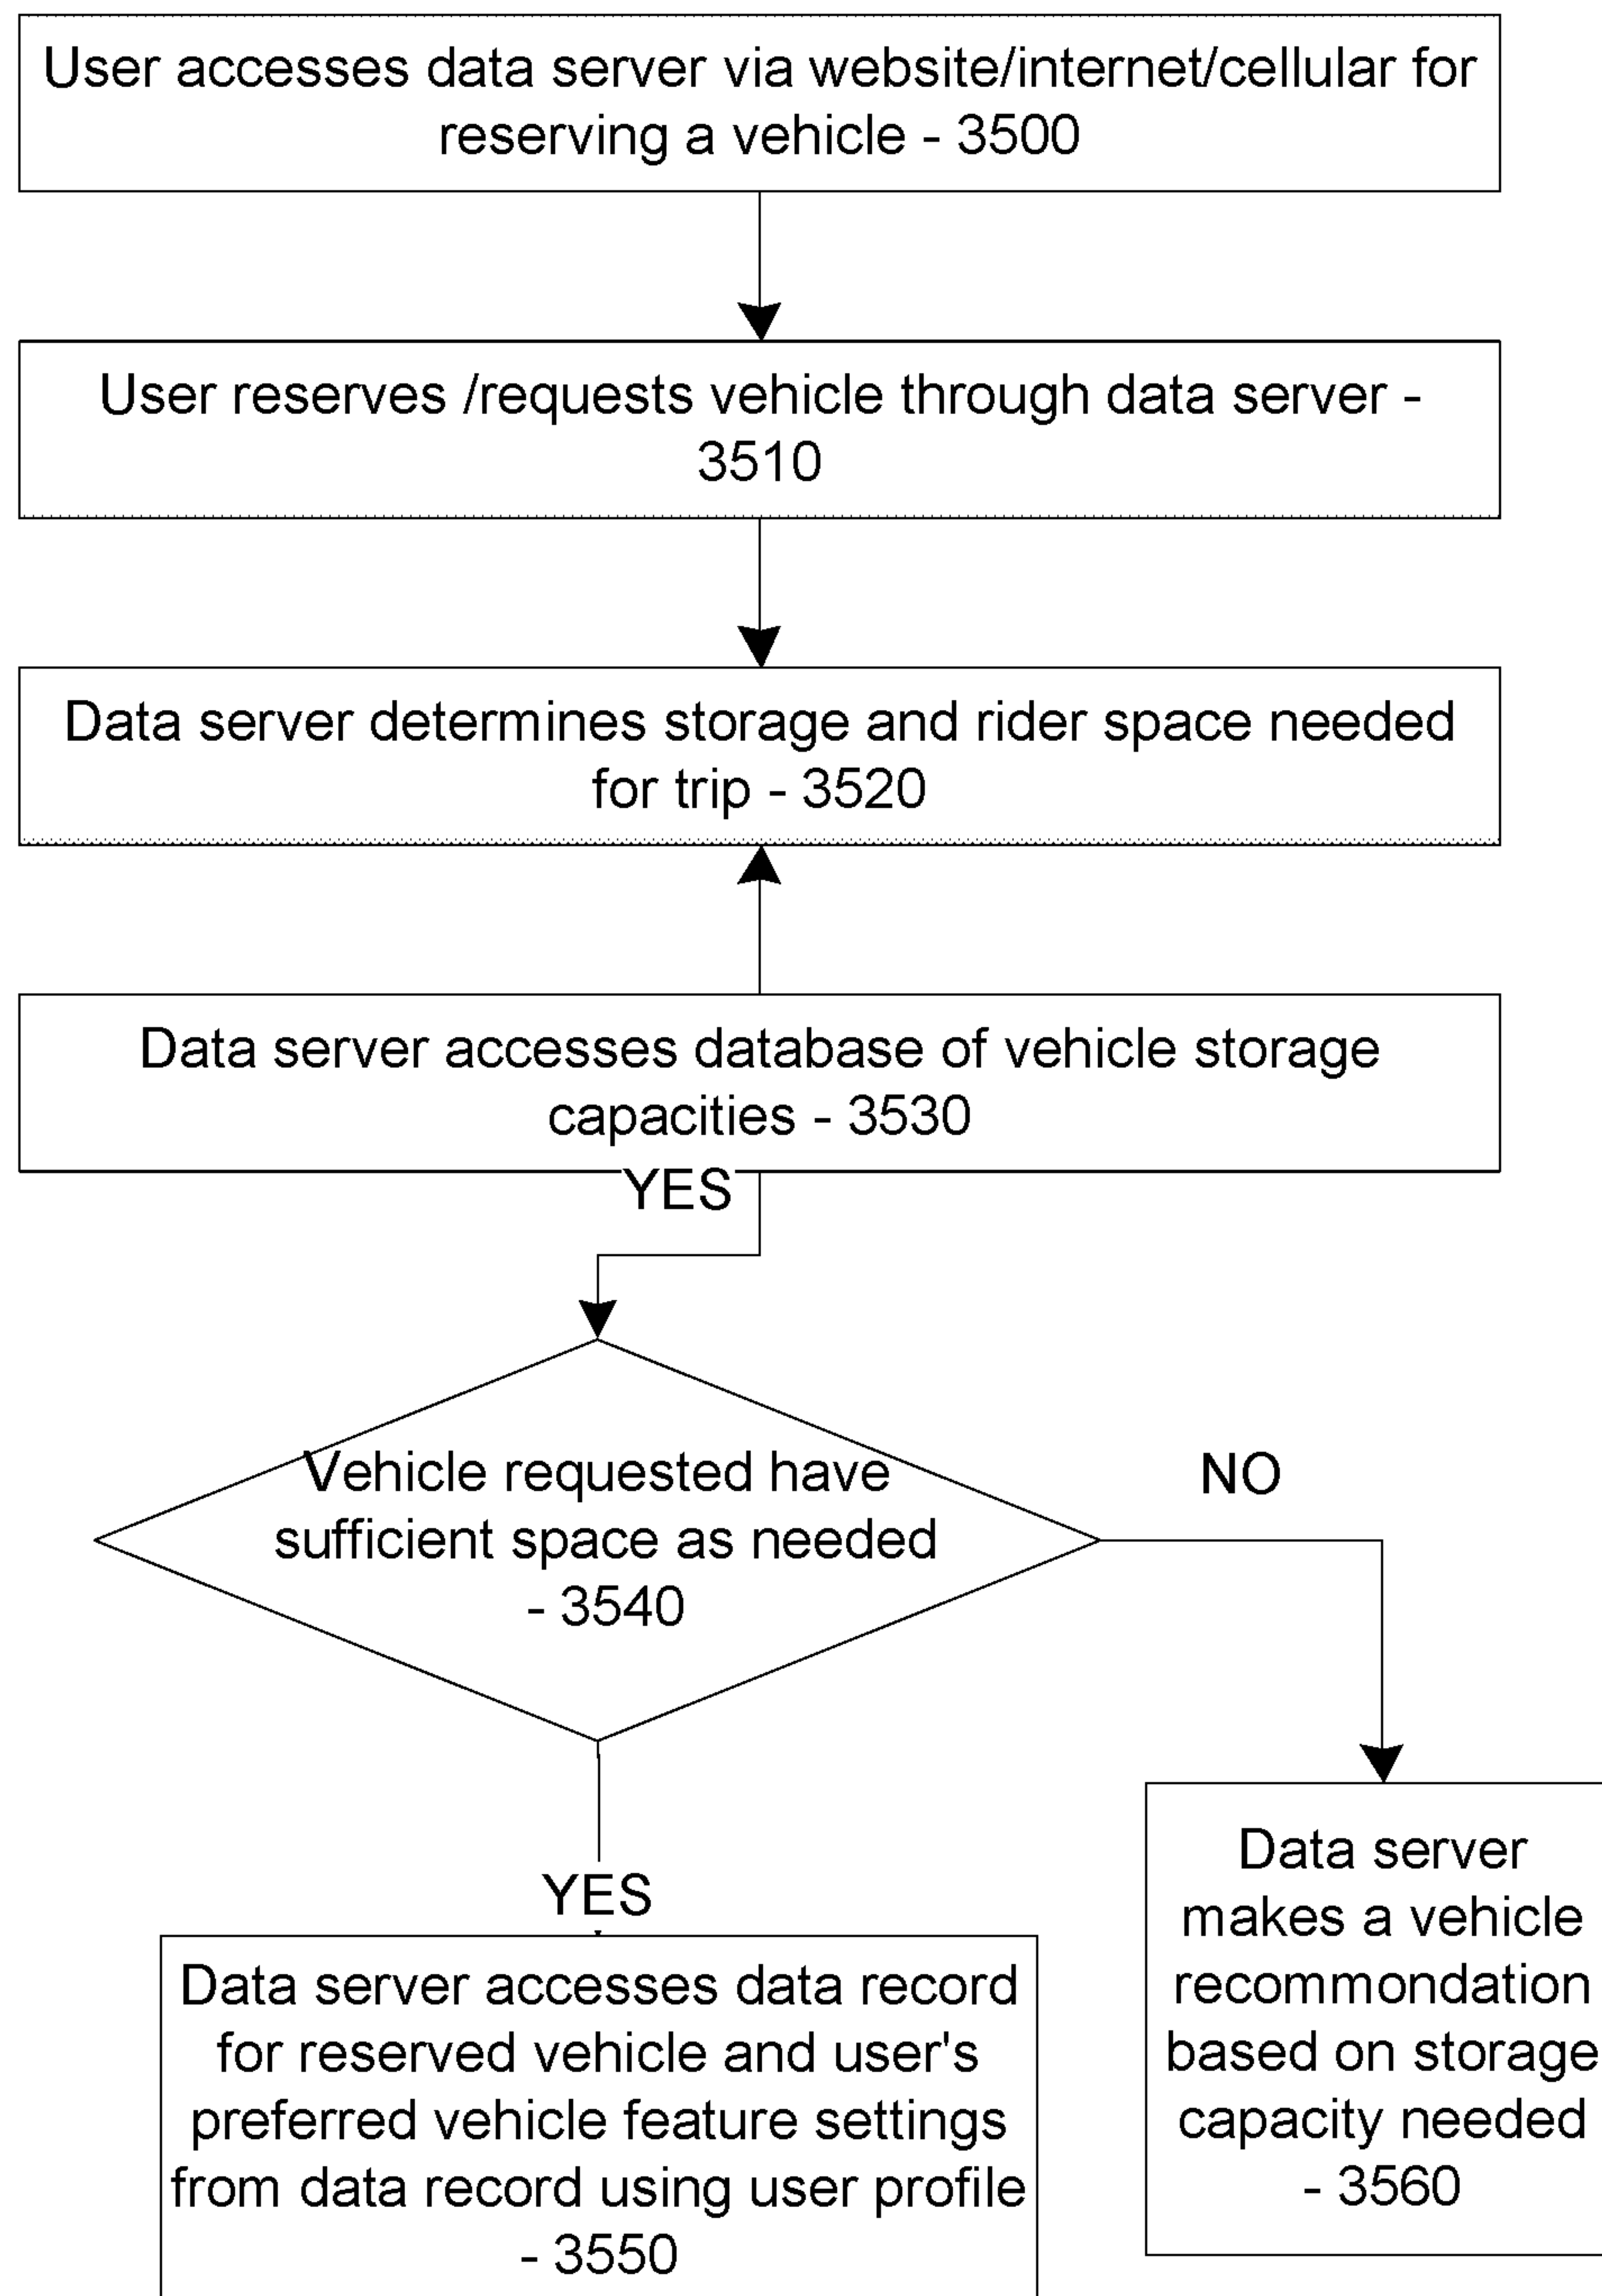 User accesses data server via website/internet/cellular for
reserving a vehicle - 3500
User reserves /requests vehicle through data server -
3510
Data server determines storage and rider space needed
for trip - 3520
Data server accesses database of vehicle storage
capacities - 3530
YES
Vehicle requested have
sufficient space as needed
- 3540
NO
YES
Data server accesses data record
for reserved vehicle and user's
preferred vehicle feature settings
from data record using user profile
- 3550
Data server
makes a vehicle
recommondation
based on storage
capacity needed
- 3560